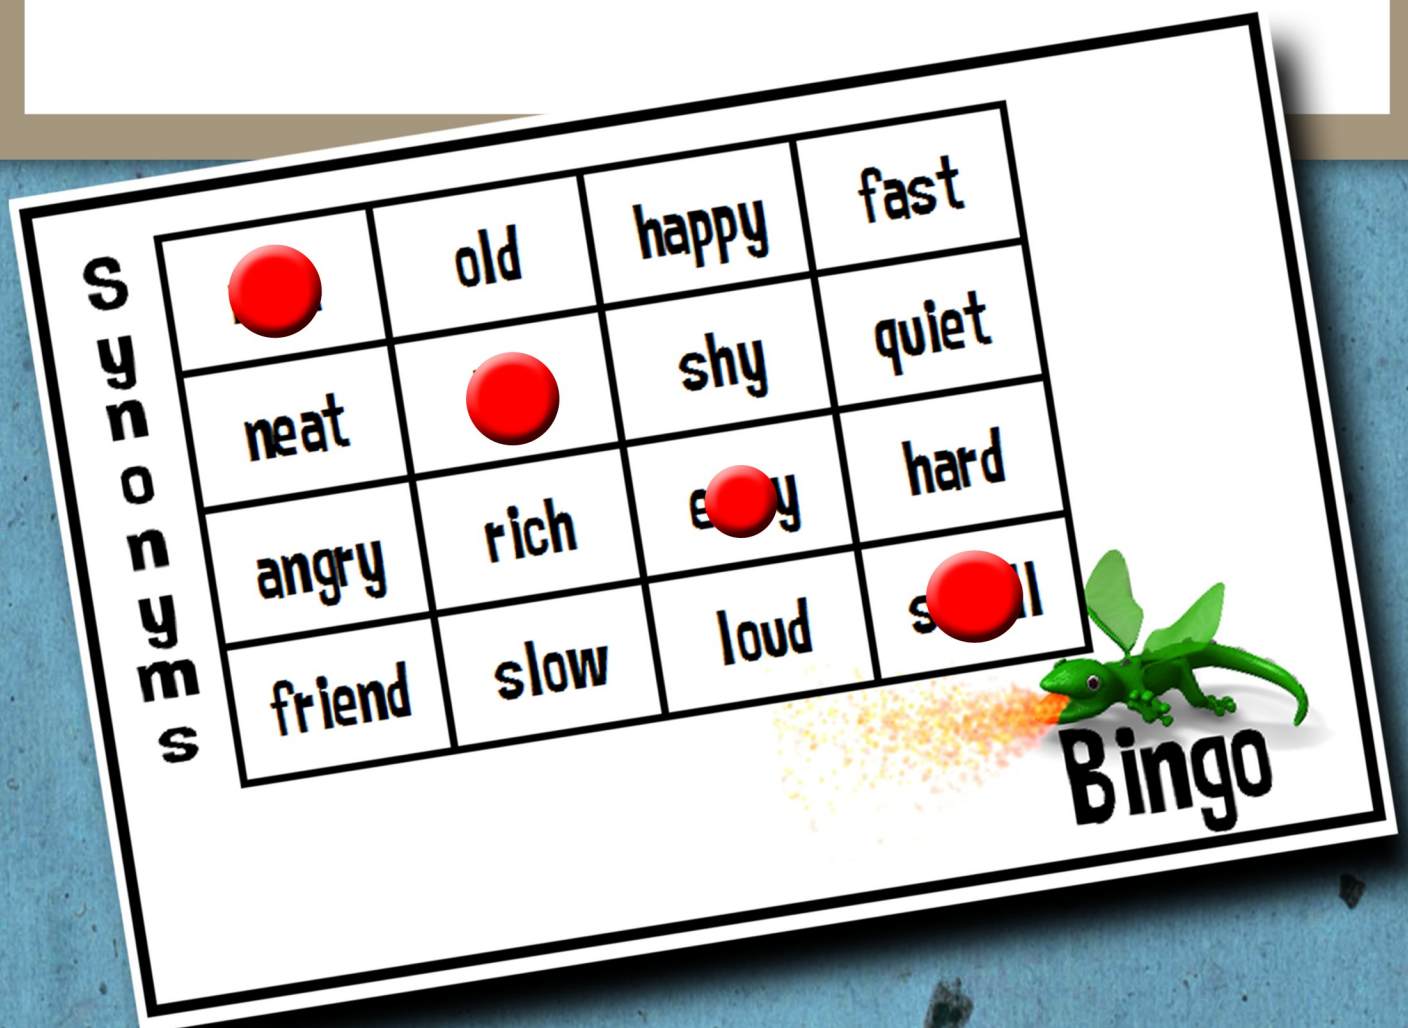 Synonyms
old happy fast
neat shy quiet
angry rich hard
friend slow loud
Bingo